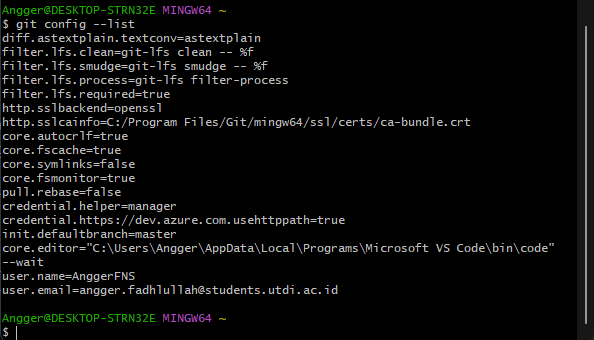 Angger@DESKTOP-STRN32E MINGW64 ~
$ git config --list
diff.astextplain.textconv=astextplain
filter.lfs.clean=git-lfs clean -- %f
filter.lfs.smudge=git-lfs smudge -- %f
filter.lfs.process=git-lfs filter-process
filter.lfs.required=true
http.sslbackend=openssl
http.sslcainfo=C:/Program Files/Git/mingw64/ssl/certs/ca-bundle.crt
core.autocrlf=true
core.fscache=true
core.symlinks=false
core.fsmonitor=true
pull.rebase=false
credential.helper=manager
credential.https://dev.azure.com.usehttppath=true
init.defaultbranch=master
core.editor="C:\Users\Angger\AppData\Local\Programs\Microsoft VS Code\bin\code"
--wait
user.name=AnggerFNS
user.email=angger.fadhlullah@students.utdi.ac.id
Angger@DESKTOP-STRN32E MINGW64 ~
$